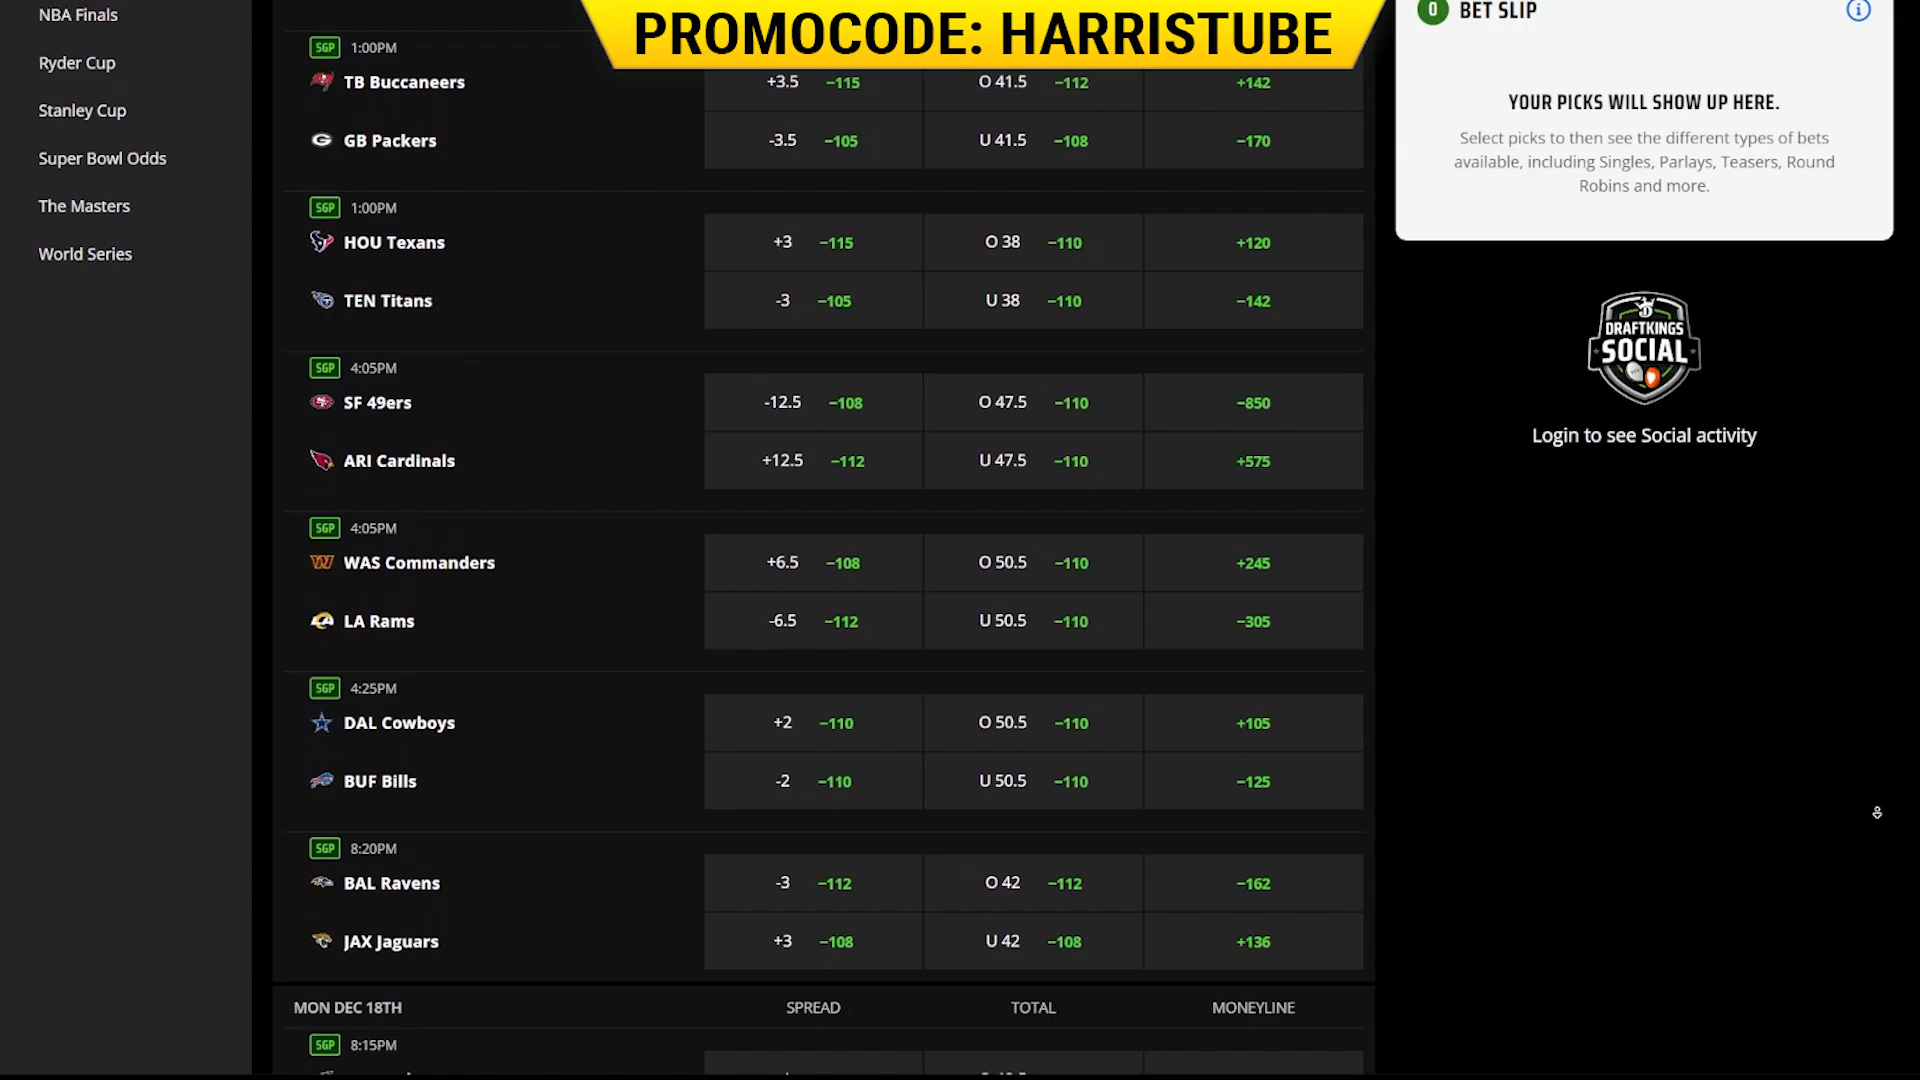 NBA Finals
Ryder Cup
Stanley Cup
Super Bowl Odds
The Masters
World Series
PROMOCODE: HARRISTUBE
SGP 1:00PM
TB Buccaneers +3.5 −115 O 41.5 −112 +142
GB Packers -3.5 −105 U 41.5 −108 −170
SGP 1:00PM
HOU Texans +3 −115 O 38 −110 +120
TEN Titans -3 −105 U 38 −110 −142
SGP 4:05PM
SF 49ers -12.5 −108 O 47.5 −110 −850
ARI Cardinals +12.5 −112 U 47.5 −110 +575
SGP 4:05PM
WAS Commanders +6.5 −108 O 50.5 −110 +245
LA Rams -6.5 −112 U 50.5 −110 −305
SGP 4:25PM
DAL Cowboys +2 −110 O 50.5 −110 +105
BUF Bills -2 −110 U 50.5 −110 −125
SGP 8:20PM
BAL Ravens -3 −112 O 42 −112 −162
JAX Jaguars +3 −108 U 42 −108 +136
MON DEC 18TH SPREAD TOTAL MONEYLINE
SGP 8:15PM
0 BET SLIP
YOUR PICKS WILL SHOW UP HERE.
Select picks to then see the different types of bets
available, including Singles, Parlays, Teasers, Round
Robins and more.
DRAFTKINGS
SOCIAL
Login to see Social activity